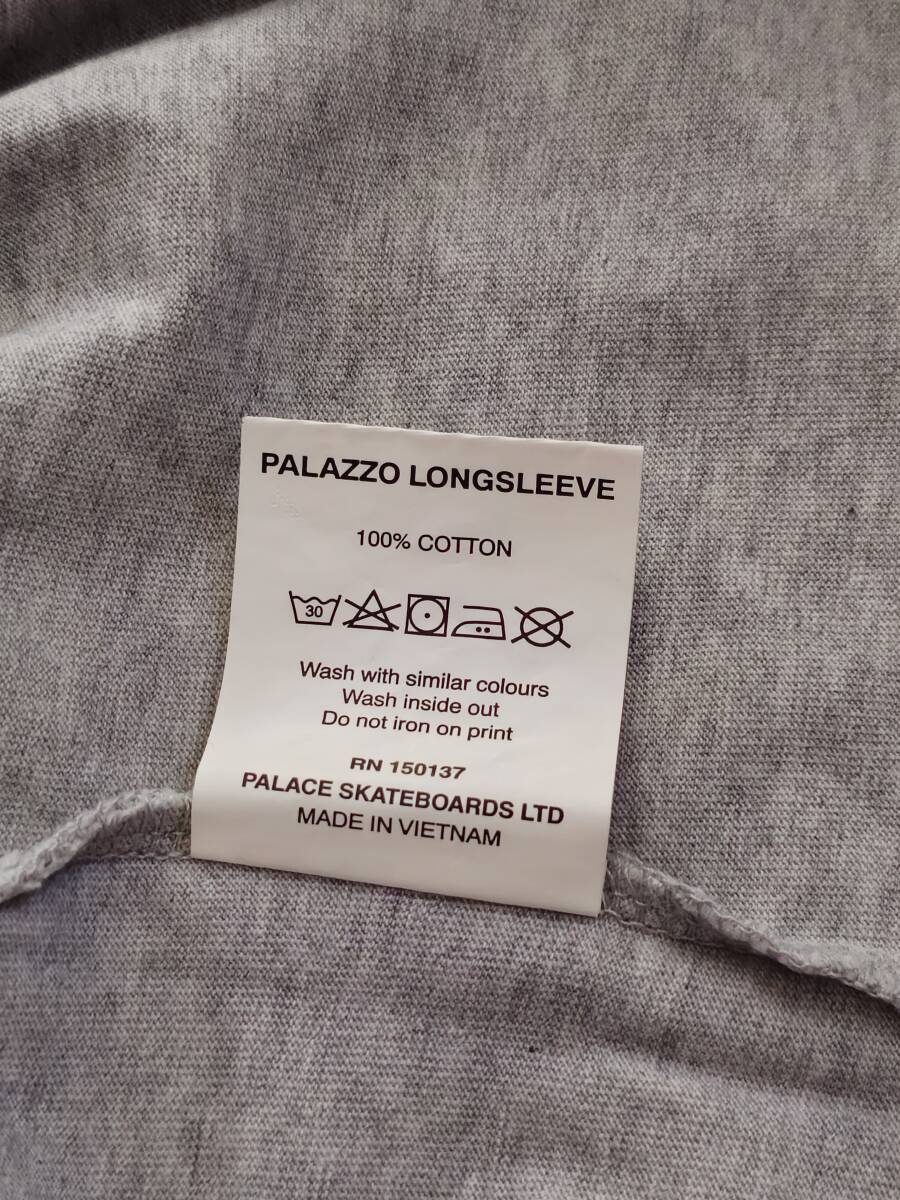 PALAZZO LONGSLEEVE
100% COTTON
30
Wash with similar colours
Wash inside out
Do not iron on print
RN 150137
PALACE SKATEBOARDS LTD
MADE IN VIETNAM